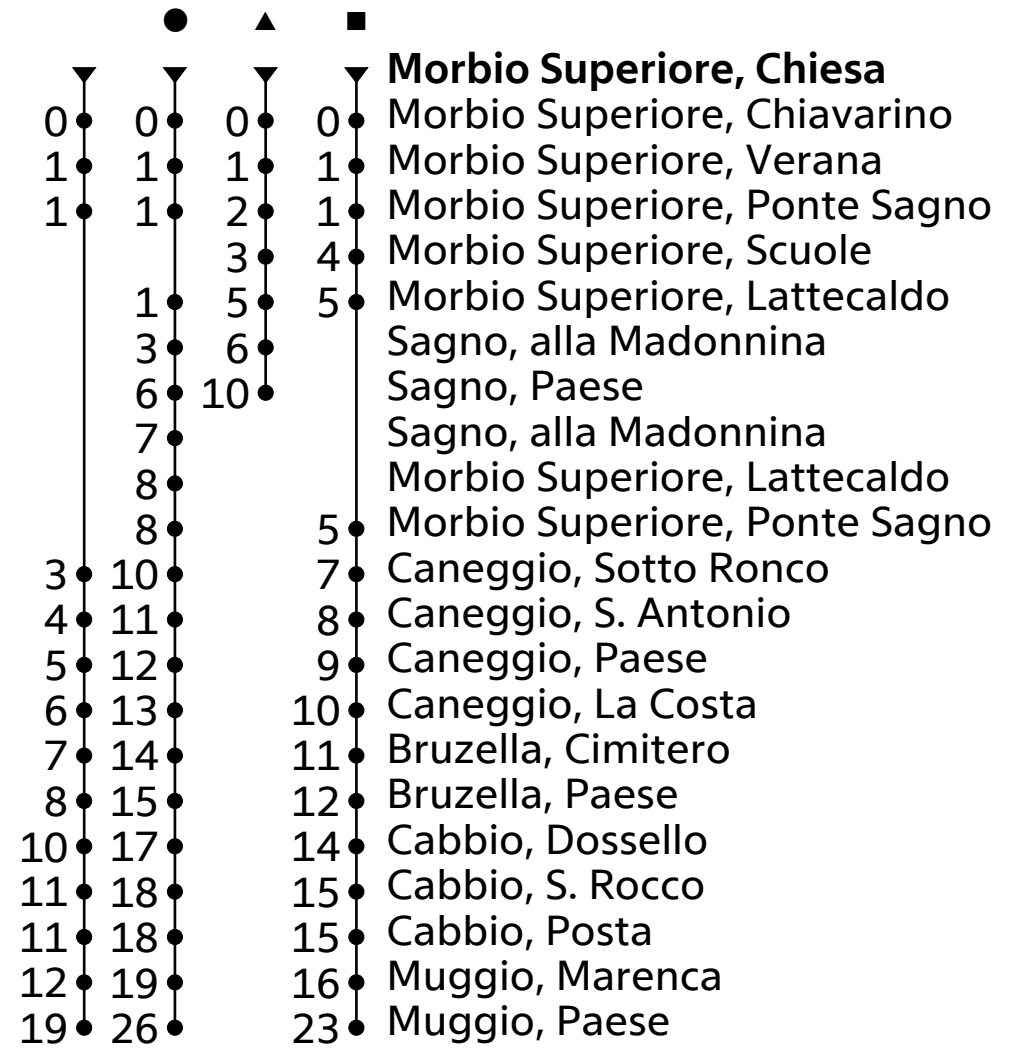 ● ▲ ■
Morbio Superiore, Chiesa
0 0 0 0 Morbio Superiore, Chiavarino
1 1 1 1 Morbio Superiore, Verana
1 1 2 1 Morbio Superiore, Ponte Sagno
3 4 Morbio Superiore, Scuole
1 5 5 Morbio Superiore, Lattecaldo
3 6 Sagno, alla Madonnina
6 10 Sagno, Paese
7 Sagno, alla Madonnina
8 Morbio Superiore, Lattecaldo
8 5 Morbio Superiore, Ponte Sagno
3 10 7 Caneggio, Sotto Ronco
4 11 8 Caneggio, S. Antonio
5 12 9 Caneggio, Paese
6 13 10 Caneggio, La Costa
7 14 11 Bruzella, Cimitero
8 15 12 Bruzella, Paese
10 17 14 Cabbio, Dossello
11 18 15 Cabbio, S. Rocco
11 18 15 Cabbio, Posta
12 19 16 Muggio, Marenca
19 26 23 Muggio, Paese